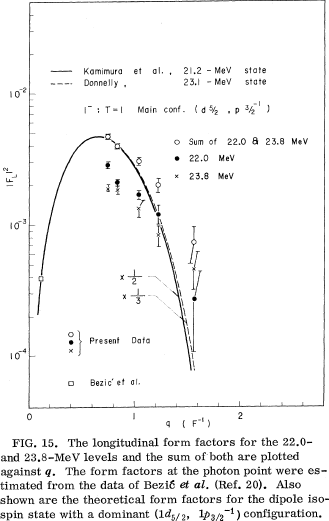 Kamimura et al., 21.2 - MeV state
Donnelly, 23.1 - MeV state
1⁻: T=1 Main conf. (d 5/2, p 3/2⁻¹)
10⁻²
○ Sum of 22.0 & 23.8 MeV
● 22.0 MeV
× 23.8 MeV
|F_L|²
10⁻³
x 1/2
x 1/3
Present Data
10⁻⁴
□ Bezić et al.
0 1 2
q (F⁻¹)
FIG. 15. The longitudinal form factors for the 22.0-
and 23.8-MeV levels and the sum of both are plotted
against q. The form factors at the photon point were es-
timated from the data of Bezić et al. (Ref. 20). Also
shown are the theoretical form factors for the dipole iso-
spin state with a dominant (1d₅/₂, 1p₃/₂⁻¹) configuration.